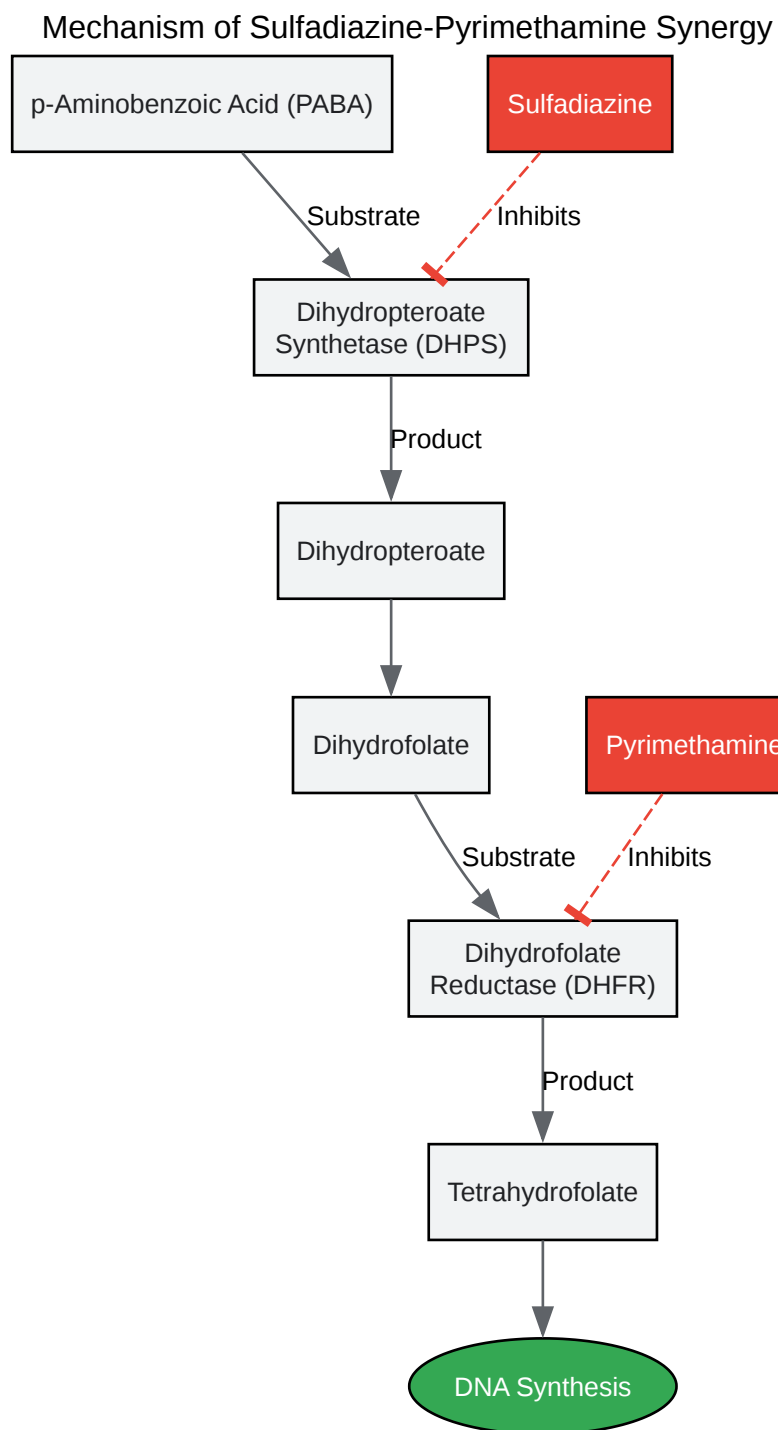 Mechanism of Sulfadiazine-Pyrimethamine Synergy
p-Aminobenzoic Acid (PABA)
Sulfadiazine
Substrate
Inhibits
Dihydropteroate
Synthetase (DHPS)
Product
Dihydropteroate
Dihydrofolate
Pyrimethamine
Substrate
Inhibits
Dihydrofolate
Reductase (DHFR)
Product
Tetrahydrofolate
DNA Synthesis